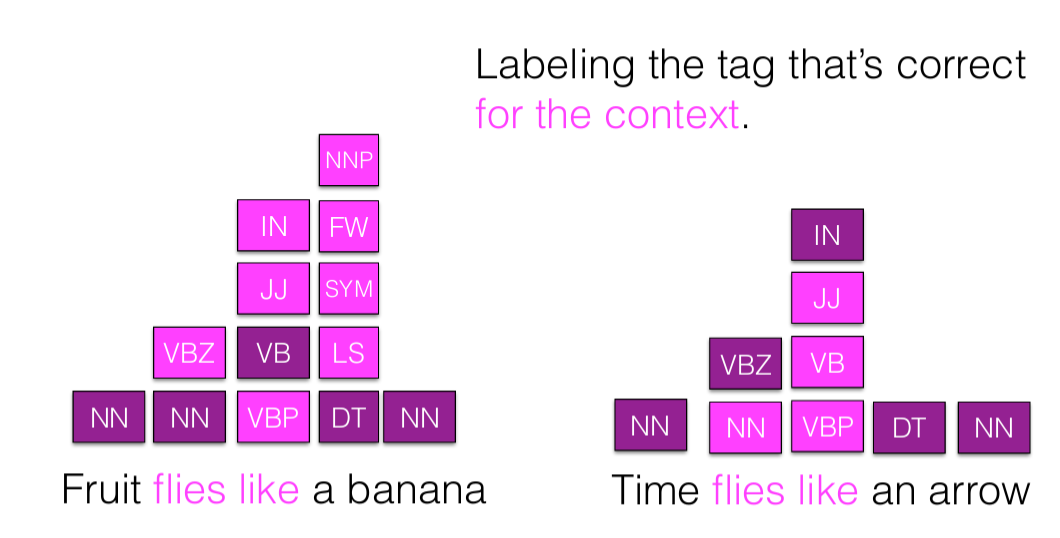 Labeling the tag that's correct
for the context.
NNP
IN FW
JJ SYM
VBZ VB LS
NN NN VBP DT NN
Fruit flies like a banana
IN
JJ
VBZ VB
NN NN VBP DT NN
Time flies like an arrow